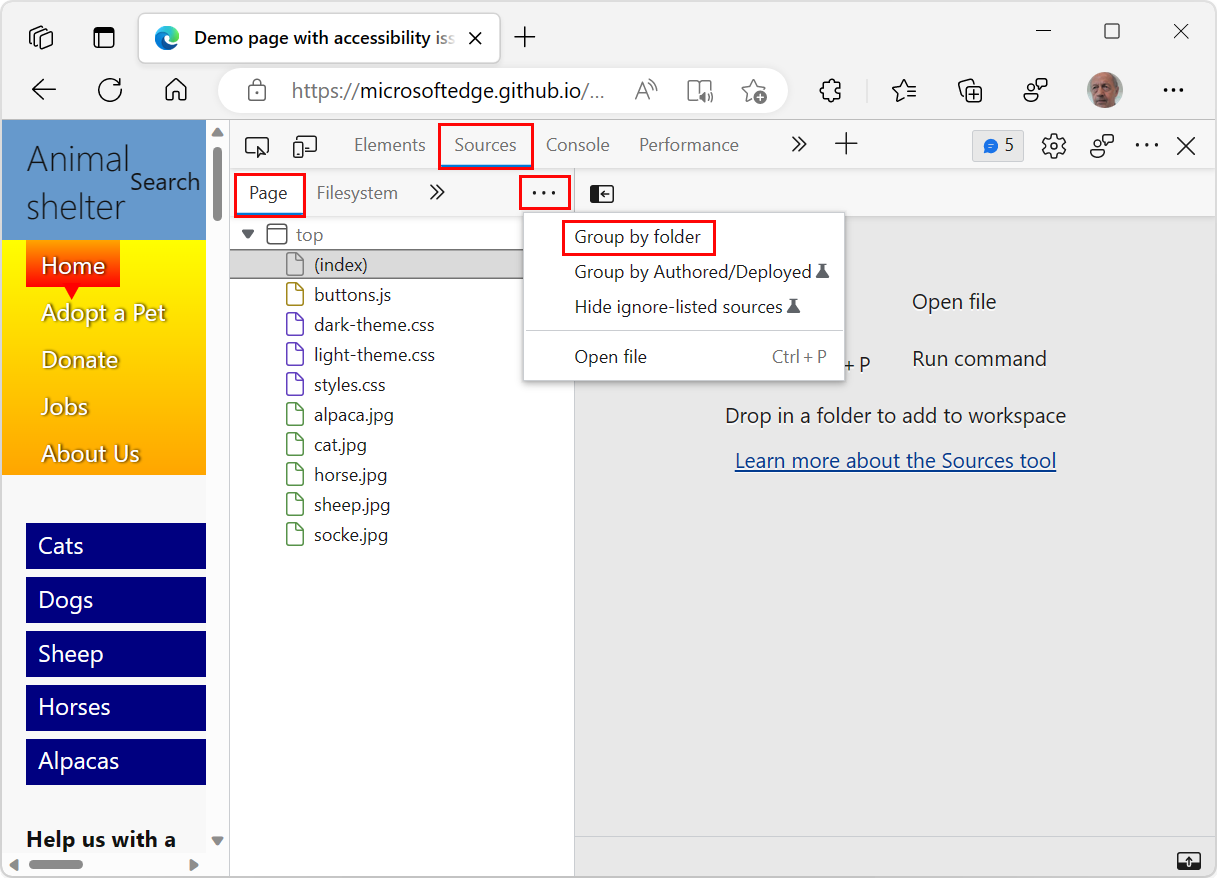 Demo page with accessibility iss
https://microsoftedge.github.io/...
Animal
shelter
Search
Home
Adopt a Pet
Donate
Jobs
About Us
Cats
Dogs
Sheep
Horses
Alpacas
Help us with a
Elements Sources Console Performance 5
Page Filesystem
top
(index)
buttons.js
dark-theme.css
light-theme.css
styles.css
alpaca.jpg
cat.jpg
horse.jpg
sheep.jpg
socke.jpg
Group by folder
Group by Authored/Deployed
Hide ignore-listed sources
Open file Ctrl + P
Open file
+ P Run command
Drop in a folder to add to workspace
Learn more about the Sources tool